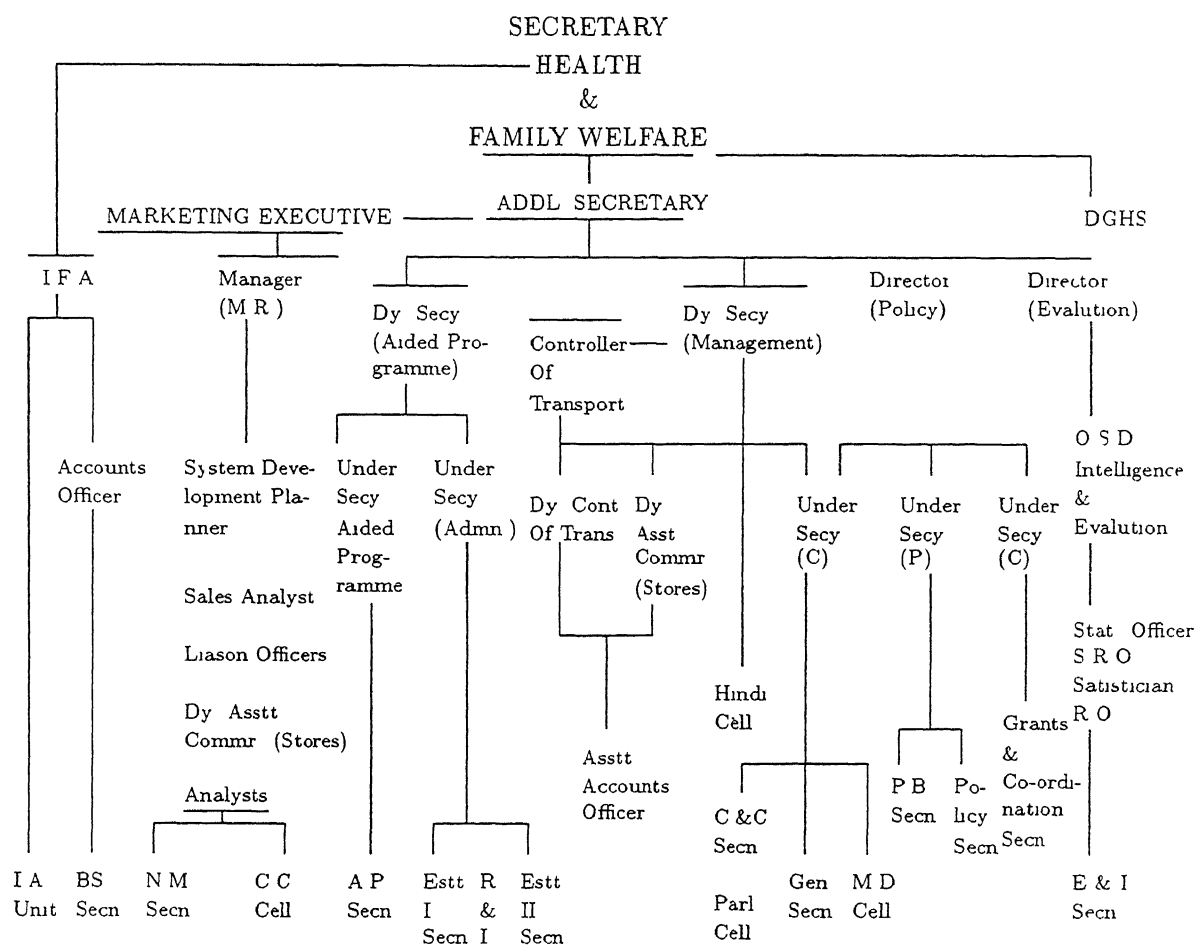 SECRETARY
HEALTH
&
FAMILY WELFARE
ADDL SECRETARY
MARKETING EXECUTIVE
DGHS
I F A
Manager
(M R)
Dy Secy
(Aided Pro-
gramme)
Controller
Of
Transport
Dy Secy
(Management)
Director
(Policy)
Director
(Evalution)
Accounts
Officer
System Deve-
lopment Pla-
nner
Sales Analyst
Liason Officers
Dy Asstt
Commr (Stores)
Analysts
Under
Secy
Aided
Prog-
ramme
Under
Secy
(Admn )
Dy Cont
Of Trans
Dy
Asst
Commr
(Stores)
Asstt
Accounts
Officer
Hindi
Cell
Under
Secy
(C)
Under
Secy
(P)
Under
Secy
(C)
O S D
Intelligence
&
Evalution
Stat Officer
S R O
Satistician
R O
C & C
Secn
Parl
Cell
P B
Secn
Po-
licy
Secn
Grants
&
Co-ordi-
nation
Secn
I A
Unit
BS
Secn
N M
Secn
C C
Cell
A P
Secn
Estt
I
Secn
R
&
I
Estt
II
Secn
Gen
Secn
M D
Cell
E & I
Secn